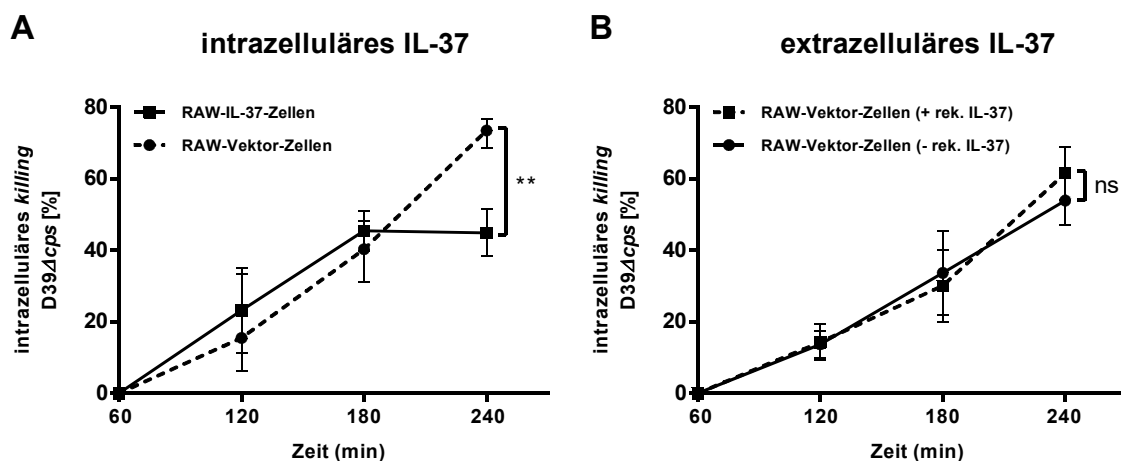 A
intrazelluläres IL-37
80
60
40
20
0
60
120
180
240
intrazelluläres killing
D39Δcps [%]
Zeit (min)
RAW-IL-37-Zellen
RAW-Vektor-Zellen
**
B
extrazelluläres IL-37
80
60
40
20
0
60
120
180
240
intrazelluläres killing
D39Δcps [%]
Zeit (min)
RAW-Vektor-Zellen (+ rek. IL-37)
RAW-Vektor-Zellen (- rek. IL-37)
ns